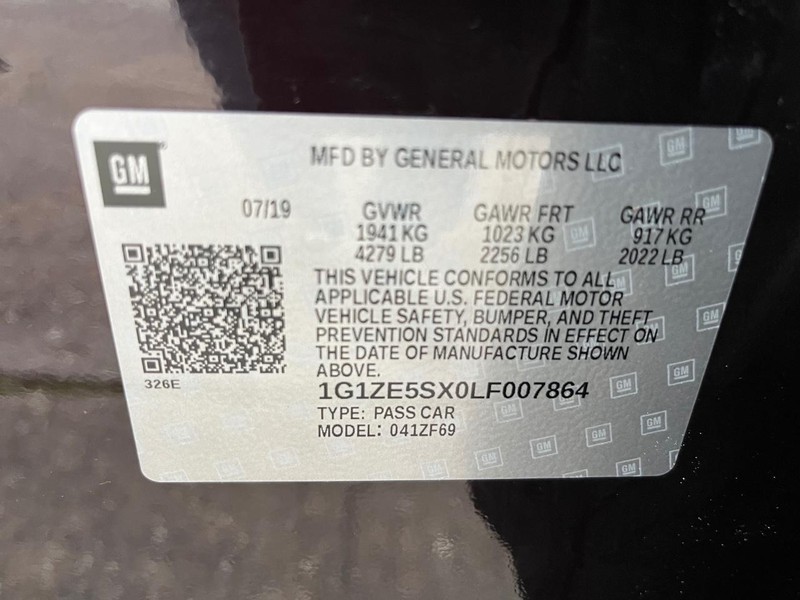 GM
MFD BY GENERAL MOTORS LLC
07/19 GVWR GAWR FRT GAWR RR
1941 KG 1023 KG 917 KG
4279 LB 2256 LB 2022 LB
THIS VEHICLE CONFORMS TO ALL
APPLICABLE U.S. FEDERAL MOTOR
VEHICLE SAFETY, BUMPER, AND THEFT
PREVENTION STANDARDS IN EFFECT ON
THE DATE OF MANUFACTURE SHOWN
ABOVE.
326E
1G1ZE5SX0LF007864
TYPE: PASS CAR
MODEL: 041ZF69